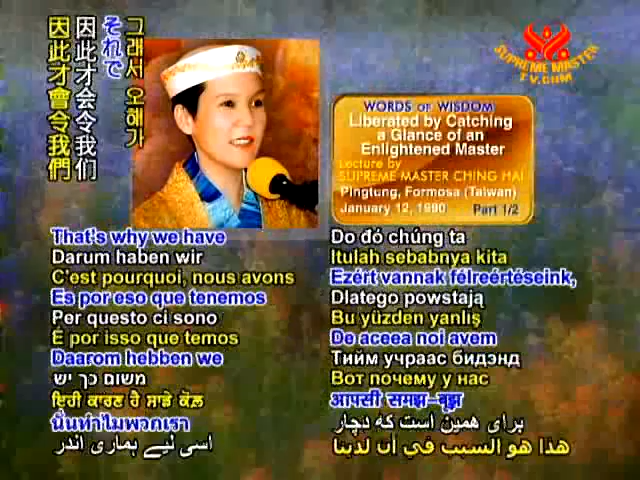 因此才會令我們
因此才会令我们
それで
그래서 오해가
SUPREME MASTER
TV.COM
WORDS OF WISDOM
Liberated by Catching
a Glance of an
Enlightened Master
Lecture by
SUPREME MASTER CHING HAI
Pingtung, Formosa (Taiwan)
January 12, 1990 Part 1/2
That's why we have
Darum haben wir
C'est pourquoi, nous avons
Es por eso que tenemos
Per questo ci sono
É por isso que temos
Daarom hebben we
משום כך יש
ਇਹੀ ਕਾਰਣ ਹੈ ਸਾਡੇ ਕੋਲ
นั่นทำไมพวกเรา
اسی لیے ہماری اندر
Do đó chúng ta
Itulah sebabnya kita
Ezért vannak félreértéseink,
Dlatego powstają
Bu yüzden yanlış
De aceea noi avem
Тийм учраас бидэнд
Вот почему у нас
आपसी समझ-बूझ
برای همین است که دچار
هذا هو السبب في أن لدينا